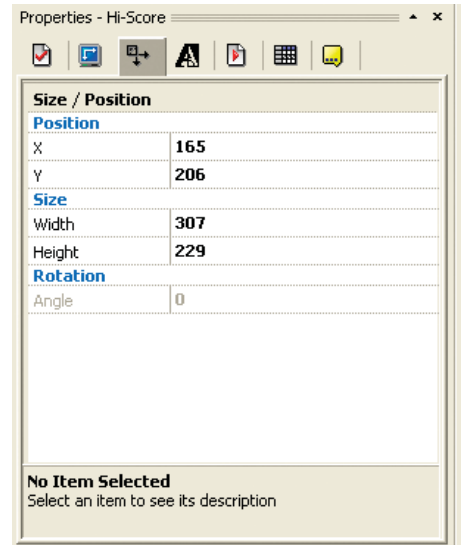 Properties - Hi-Score
Size / Position
Position
X 165
Y 206
Size
Width 307
Height 229
Rotation
Angle 0
No Item Selected
Select an item to see its description